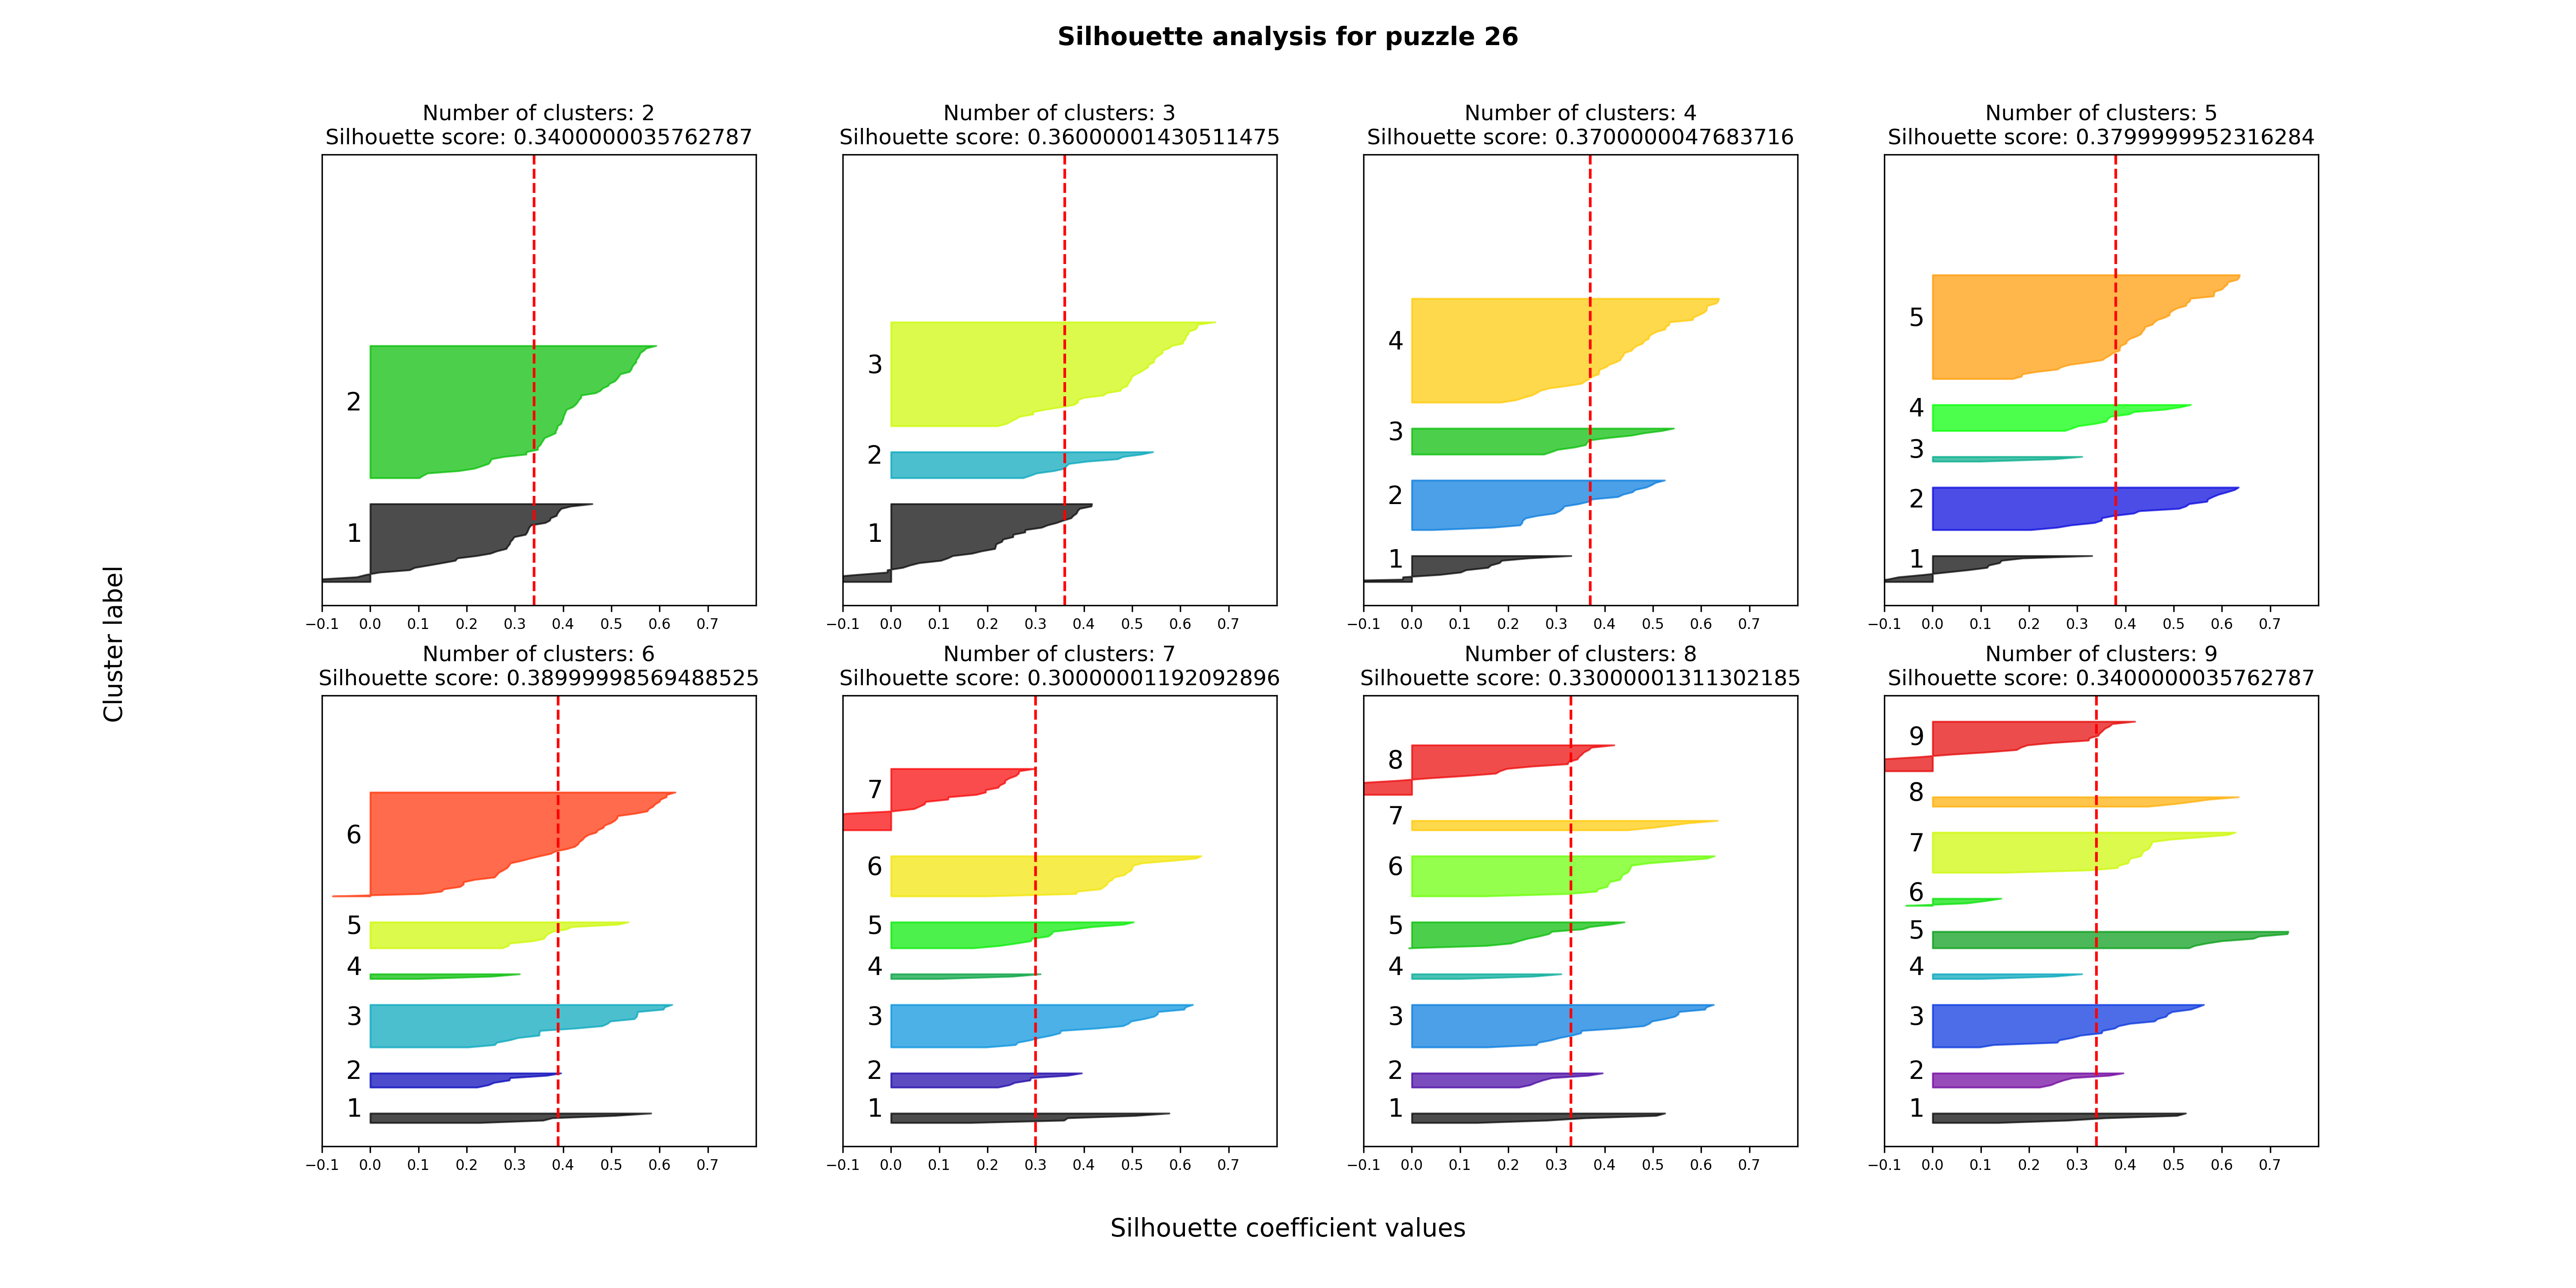 Silhouette analysis for puzzle 26
Number of clusters: 2
Silhouette score: 0.3400000035762787
2
1
−0.1 0.0 0.1 0.2 0.3 0.4 0.5 0.6 0.7
Number of clusters: 3
Silhouette score: 0.36000001430511475
3
2
1
−0.1 0.0 0.1 0.2 0.3 0.4 0.5 0.6 0.7
Number of clusters: 4
Silhouette score: 0.3700000047683716
4
3
2
1
−0.1 0.0 0.1 0.2 0.3 0.4 0.5 0.6 0.7
Number of clusters: 5
Silhouette score: 0.3799999952316284
5
4
3
2
1
−0.1 0.0 0.1 0.2 0.3 0.4 0.5 0.6 0.7
Cluster label
Number of clusters: 6
Silhouette score: 0.38999998569488525
6
5
4
3
2
1
−0.1 0.0 0.1 0.2 0.3 0.4 0.5 0.6 0.7
Number of clusters: 7
Silhouette score: 0.30000001192092896
7
6
5
4
3
2
1
−0.1 0.0 0.1 0.2 0.3 0.4 0.5 0.6 0.7
Number of clusters: 8
Silhouette score: 0.33000001311302185
8
7
6
5
4
3
2
1
−0.1 0.0 0.1 0.2 0.3 0.4 0.5 0.6 0.7
Number of clusters: 9
Silhouette score: 0.3400000035762787
9
8
7
6
5
4
3
2
1
−0.1 0.0 0.1 0.2 0.3 0.4 0.5 0.6 0.7
Silhouette coefficient values